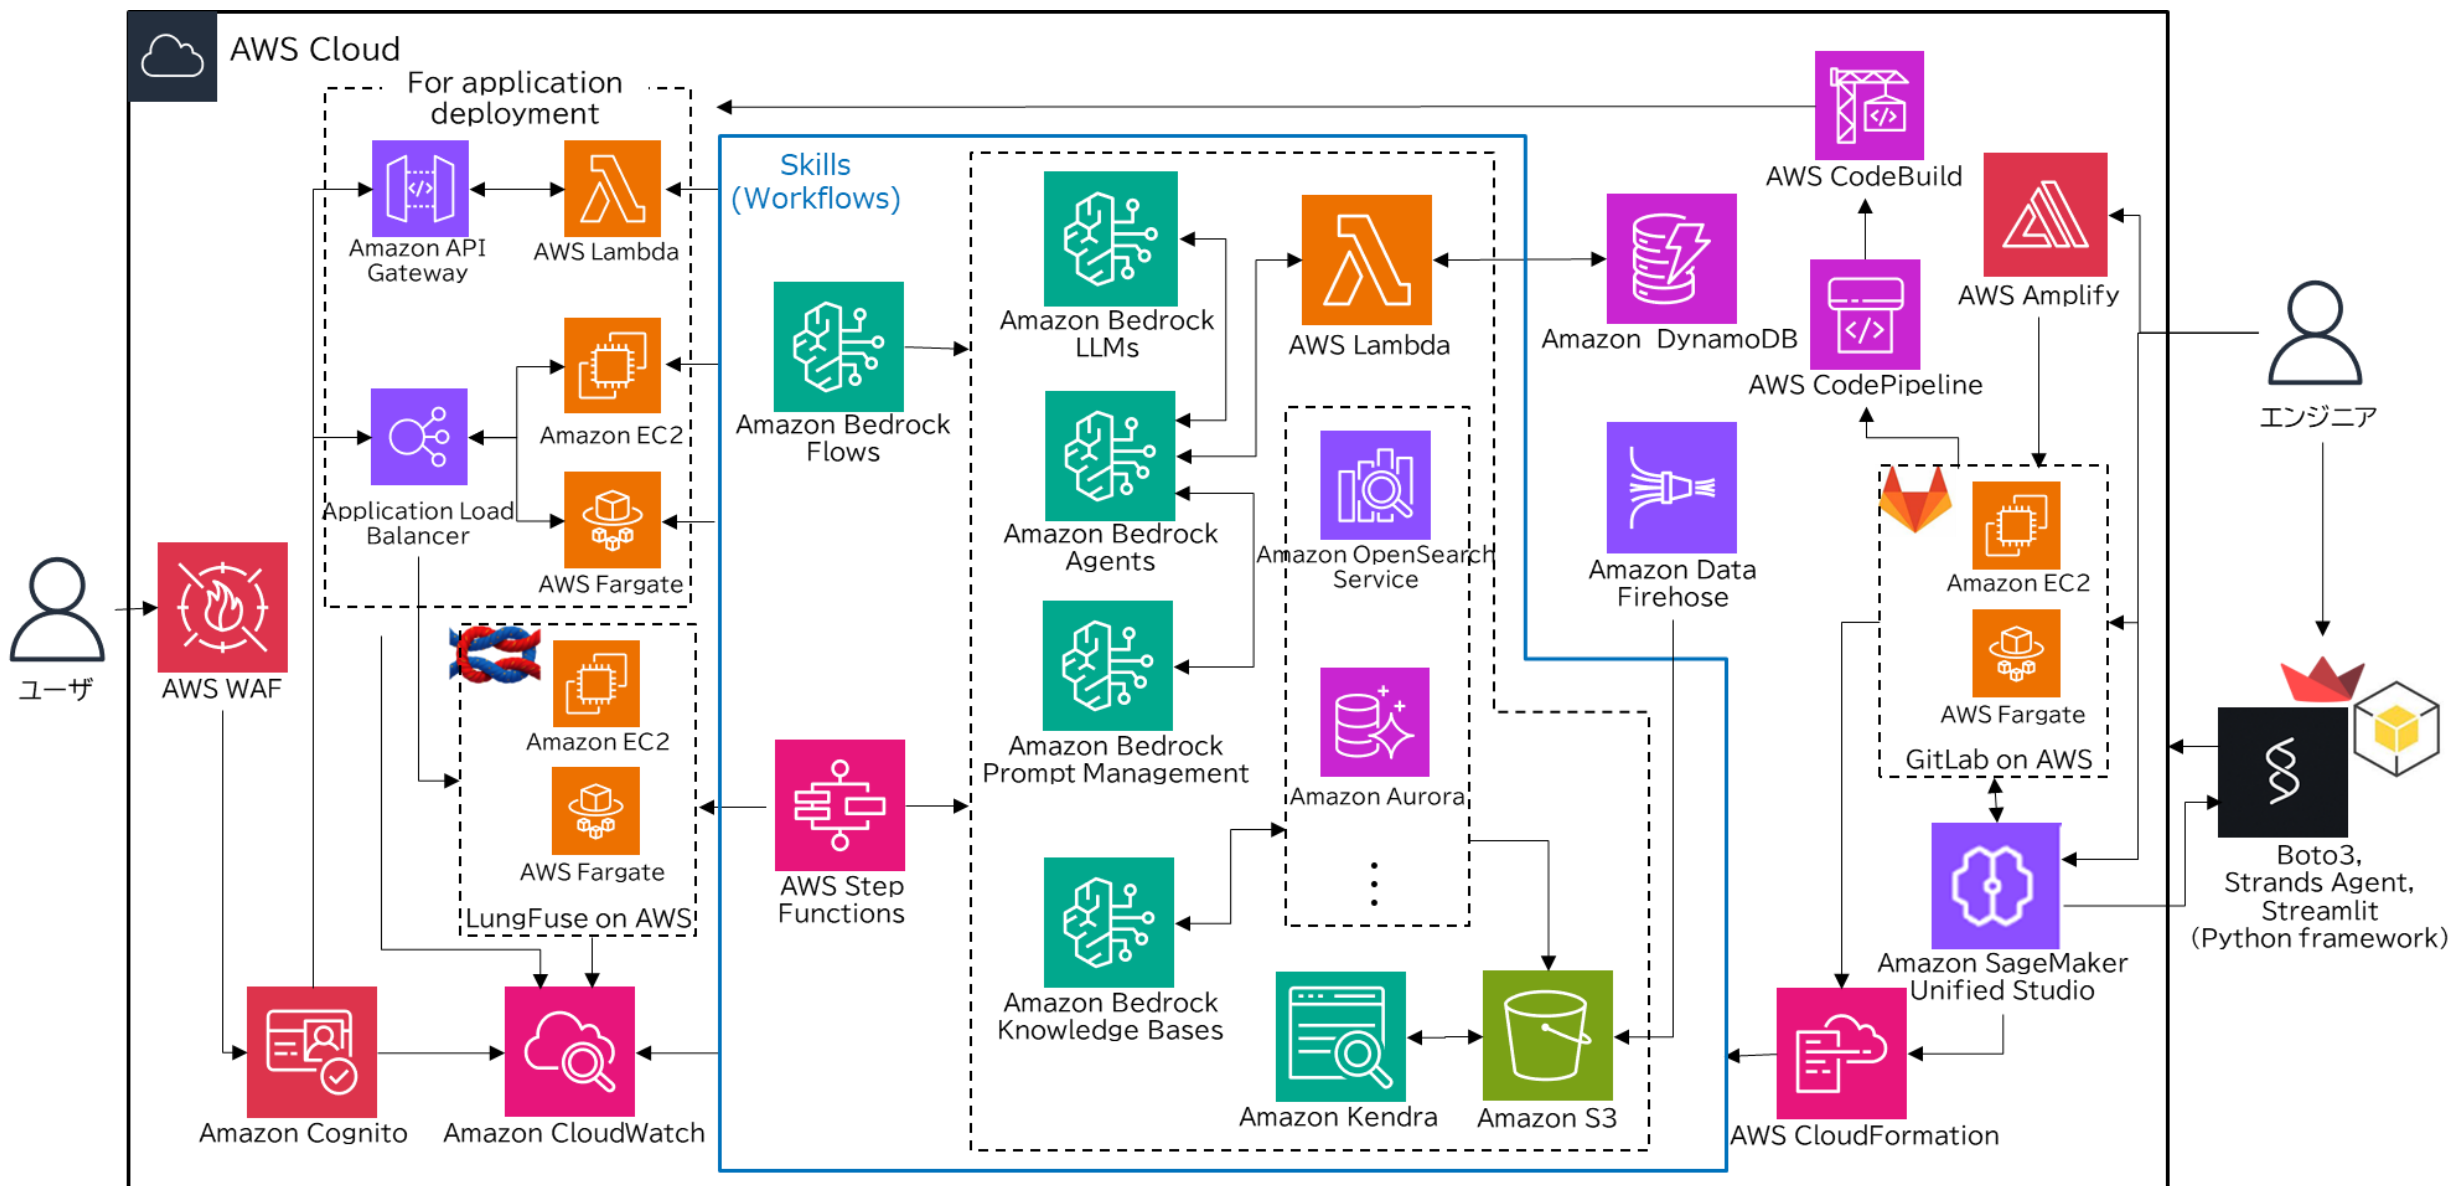 AWS Cloud
For application
deployment
Amazon API
Gateway
AWS Lambda
Amazon EC2
Application Load
Balancer
AWS Fargate
ユーザ
AWS WAF
Amazon EC2
AWS Fargate
LungFuse on AWS
Amazon Cognito
Amazon CloudWatch
Skills
(Workflows)
Amazon Bedrock
Flows
AWS Step
Functions
Amazon Bedrock
LLMs
Amazon Bedrock
Agents
Amazon Bedrock
Prompt Management
Amazon Bedrock
Knowledge Bases
AWS Lambda
Amazon OpenSearch
Service
Amazon Aurora
Amazon Kendra
Amazon S3
Amazon DynamoDB
Amazon Data
Firehose
AWS CodeBuild
AWS CodePipeline
AWS Amplify
Amazon EC2
AWS Fargate
GitLab on AWS
Amazon SageMaker
Unified Studio
AWS CloudFormation
エンジニア
Boto3,
Strands Agent,
Streamlit
(Python framework)